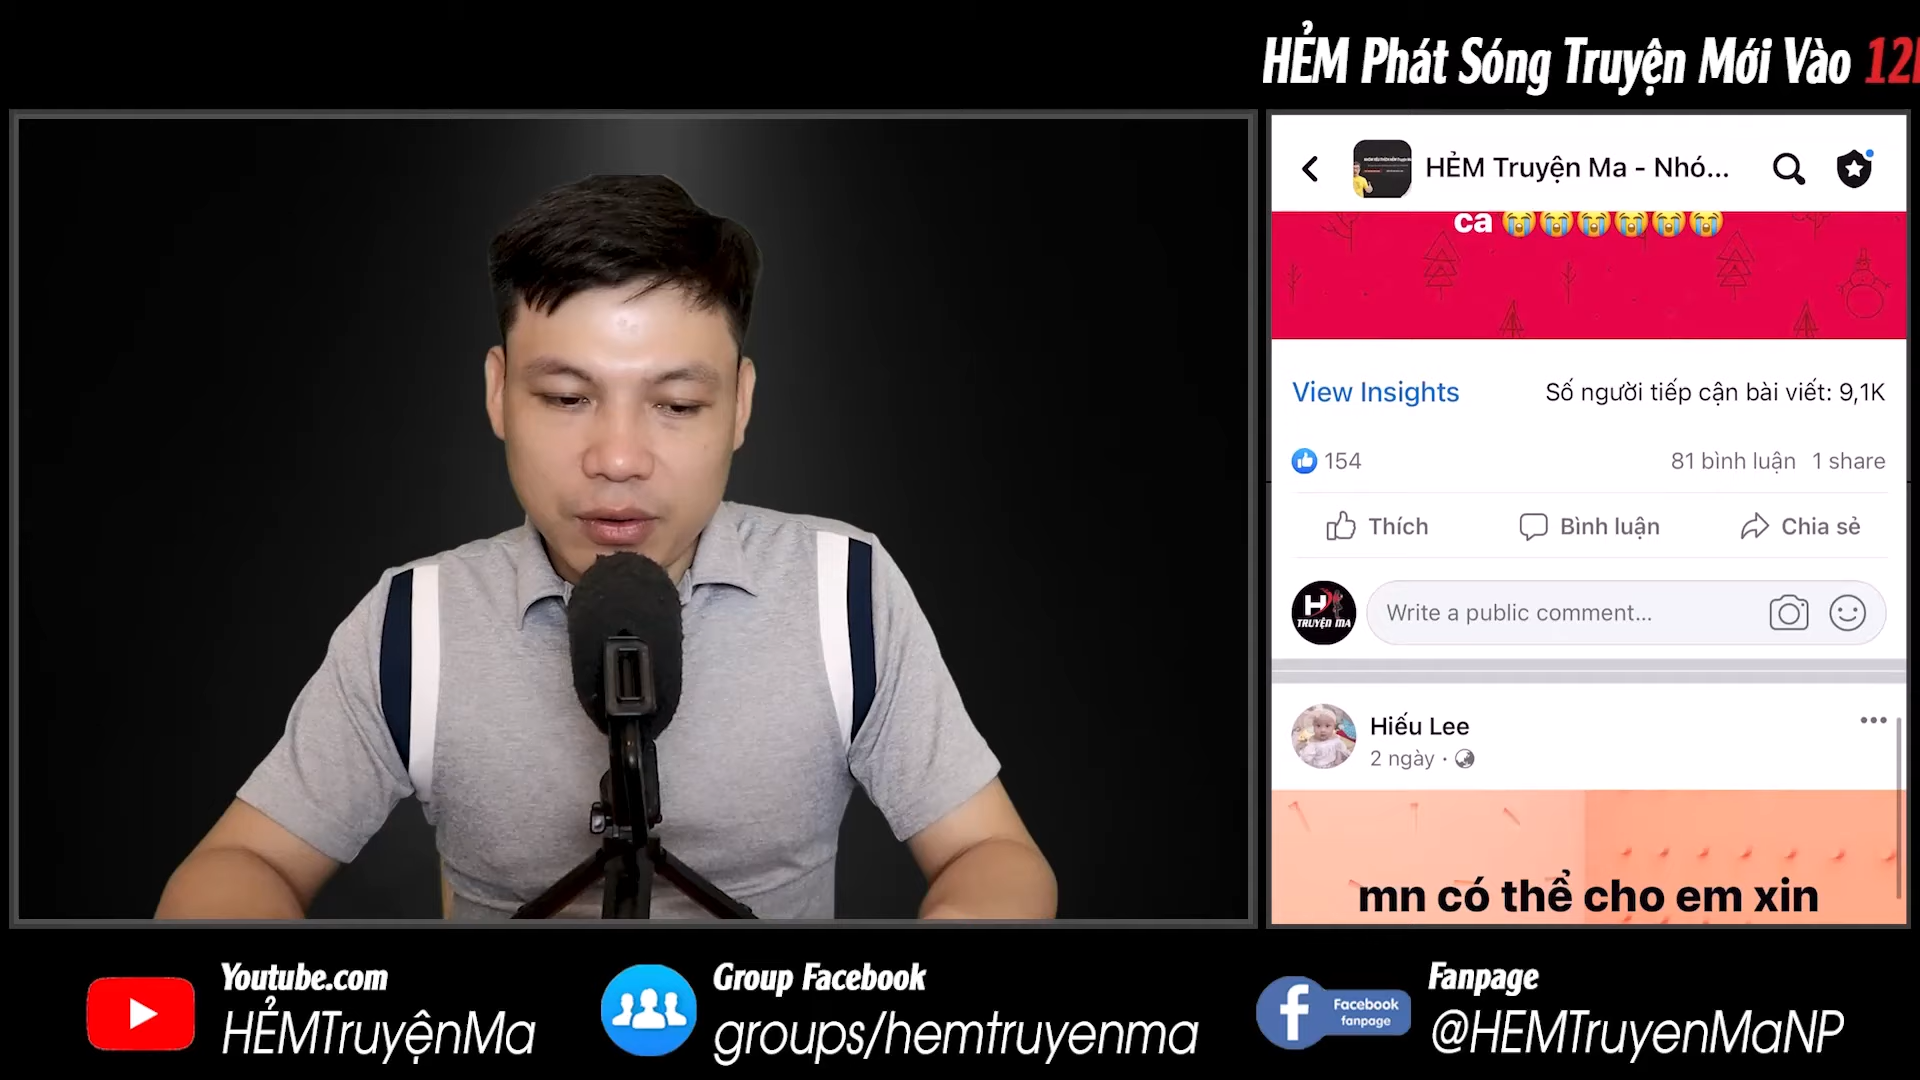 HẺM Phát Sóng Truyện Mới Vào 12
HẺM Truyện Ma - Nhó...
ca 😭😭😭😭😭😭
View Insights
Số người tiếp cận bài viết: 9,1K
154
81 bình luận
1 share
Thích
Bình luận
Chia sẻ
H
TRUYỆN MA
Write a public comment...
Hiếu Lee
2 ngày ·
mn có thể cho em xin
Youtube.com
HẺMTruyệnMa
Group Facebook
groups/hemtruyenma
Facebook
fanpage
Fanpage
@HEMTruyenMaNP